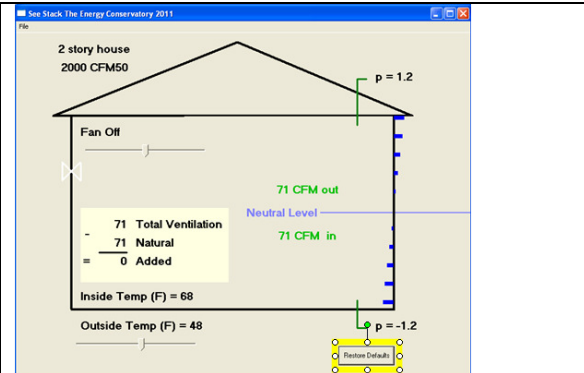 See Stack The Energy Conservatory 2011
File
2 story house
2000 CFM50
p = 1.2
Fan Off
71 CFM out
Neutral Level
71 CFM in
71 Total Ventilation
- 71 Natural
= 0 Added
Inside Temp (F) = 68
Outside Temp (F) = 48
p = -1.2
Restore Defaults